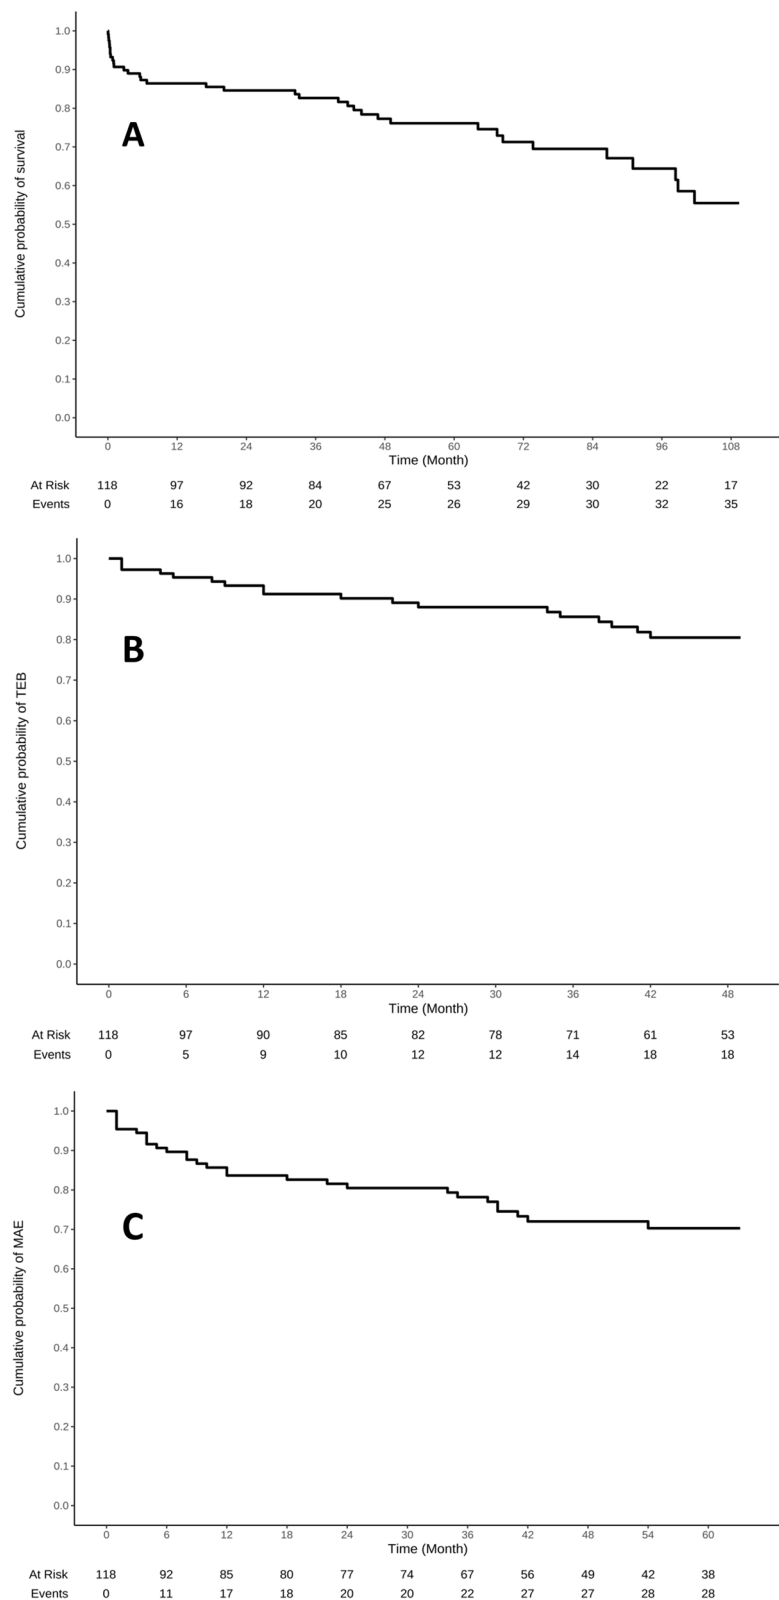 1.0
0.9
0.8
A
0.7
0.6
0.5
0.4
0.3
0.2
0.1
0.0
Cumulative probability of survival
0 12 24 36 48 60 72 84 96 108
Time (Month)
At Risk 118 97 92 84 67 53 42 30 22 17
Events 0 16 18 20 25 26 29 30 32 35
1.0
0.9
0.8
B
0.7
0.6
0.5
0.4
0.3
0.2
0.1
0.0
Cumulative probability of TEB
0 6 12 18 24 30 36 42 48
Time (Month)
At Risk 118 97 90 85 82 78 71 61 53
Events 0 5 9 10 12 12 14 18 18
1.0
0.9
0.8
C
0.7
0.6
0.5
0.4
0.3
0.2
0.1
0.0
Cumulative probability of MAE
0 6 12 18 24 30 36 42 48 54 60
Time (Month)
At Risk 118 92 85 80 77 74 67 56 49 42 38
Events 0 11 17 18 20 20 22 27 27 28 28